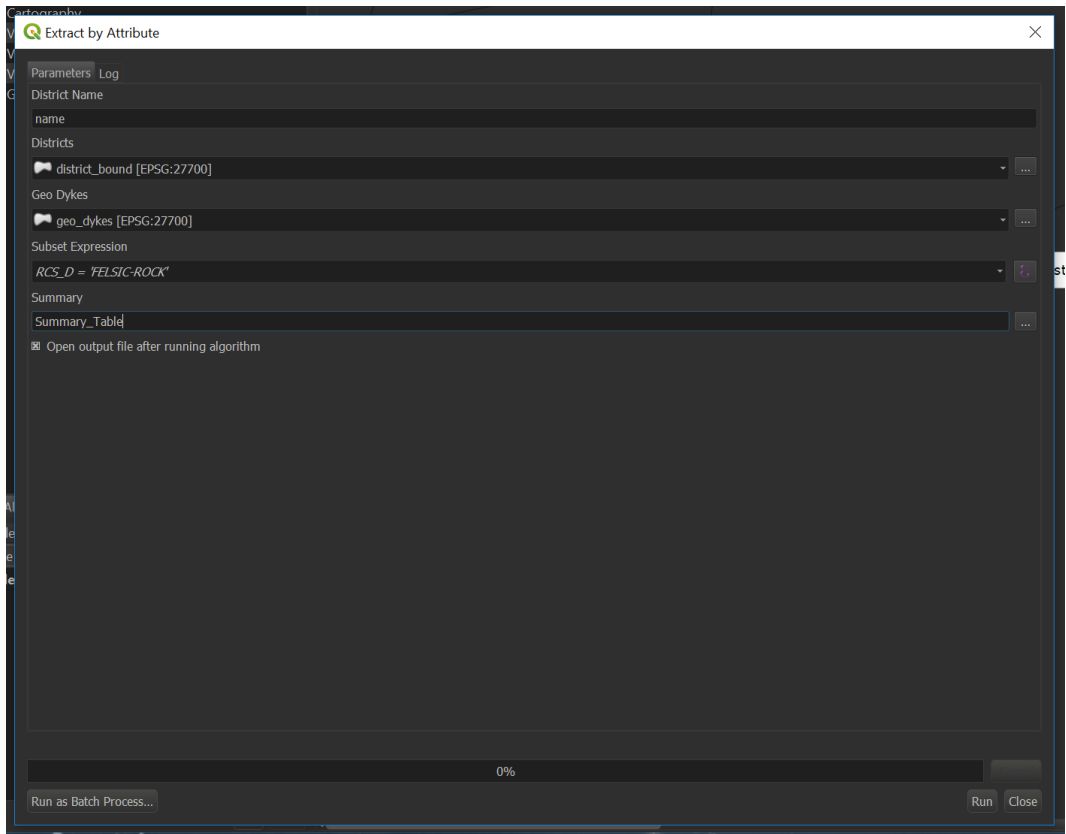 Cartography
Extract by Attribute
Parameters Log
District Name
name
Districts
district_bound [EPSG:27700]
...
Geo Dykes
geo_dykes [EPSG:27700]
...
Subset Expression
RCS_D = 'FELSIC-ROCK'
st
Summary
Summary_Table
...
Open output file after running algorithm
0%
Run as Batch Process...
Run Close